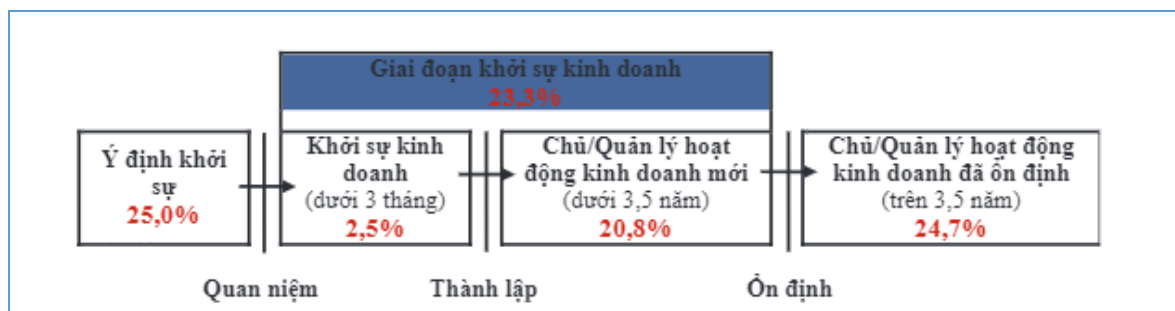 Giai đoạn khởi sự kinh doanh
23,3%
Ý định khởi
sự
25,0%
Khởi sự kinh
doanh
(dưới 3 tháng)
2,5%
Chủ/Quản lý hoạt
động kinh doanh mới
(dưới 3,5 năm)
20,8%
Chủ/Quản lý hoạt động
kinh doanh đã ổn định
(trên 3,5 năm)
24,7%
Quan niệm
Thành lập
Ổn định